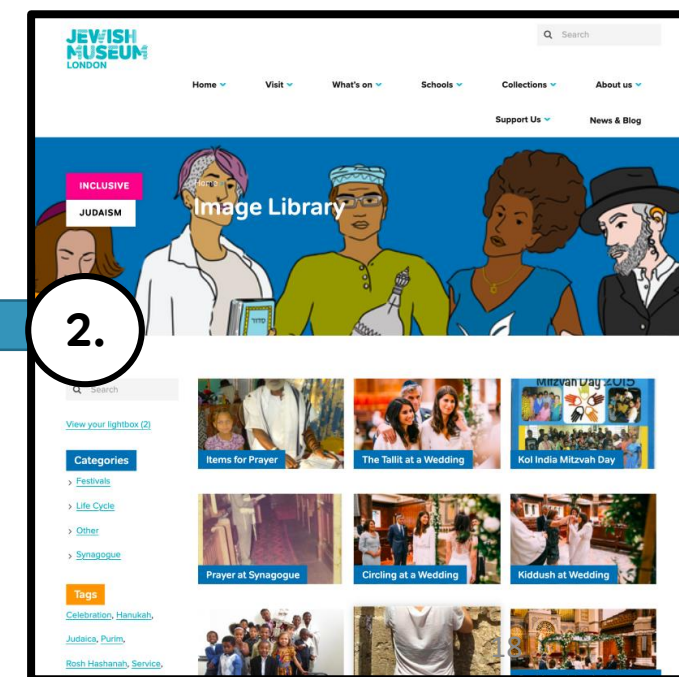 JEWISH
MUSEUM
LONDON
Search
Home
Visit
What's on
Schools
Collections
About us
Support Us
News & Blog
INCLUSIVE
JUDAISM
Home
Image Library
סדור
2.
Search
View your lightbox (2)
Categories
> Festivals
> Life Cycle
> Other
> Synagogue
Tags
Celebration, Hanukah,
Judaica, Purim,
Rosh Hashanah, Service,
Items for Prayer
The Tallit at a Wedding
Mitzvah Day 2015
Kol India Mitzvah Day
Prayer at Synagogue
Circling at a Wedding
Kiddush at Wedding
18